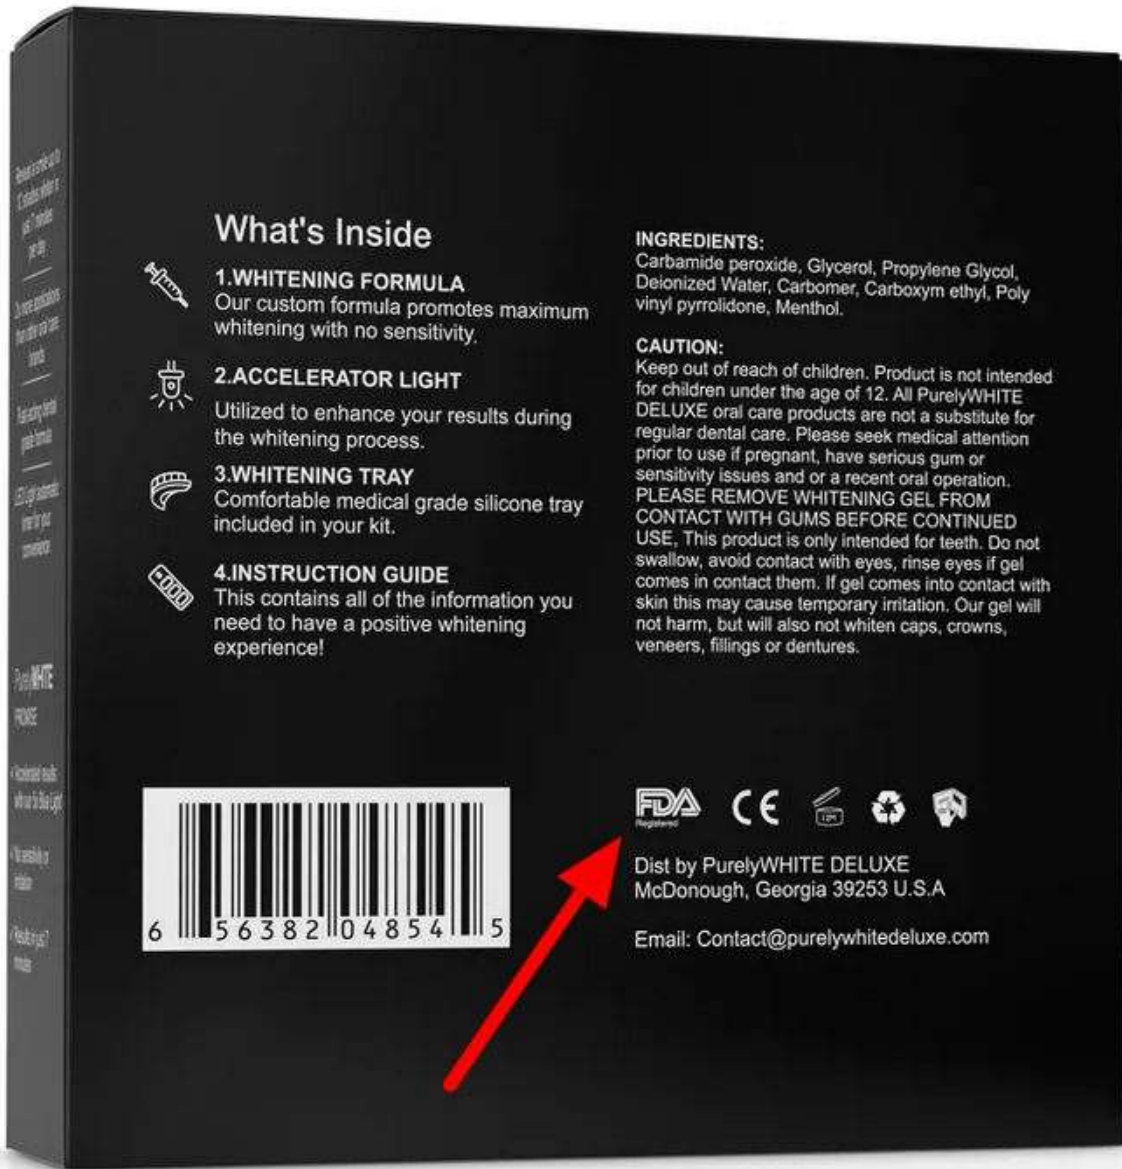 What's Inside
1.WHITENING FORMULA
Our custom formula promotes maximum
whitening with no sensitivity.
2.ACCELERATOR LIGHT
Utilized to enhance your results during
the whitening process.
3.WHITENING TRAY
Comfortable medical grade silicone tray
included in your kit.
4.INSTRUCTION GUIDE
This contains all of the information you
need to have a positive whitening
experience!
6 56382 04854 5
INGREDIENTS:
Carbamide peroxide, Glycerol, Propylene Glycol,
Deionized Water, Carbomer, Carboxym ethyl, Poly
vinyl pyrrolidone, Menthol.
CAUTION:
Keep out of reach of children. Product is not intended
for children under the age of 12. All PurelyWHITE
DELUXE oral care products are not a substitute for
regular dental care. Please seek medical attention
prior to use if pregnant, have serious gum or
sensitivity issues and or a recent oral operation.
PLEASE REMOVE WHITENING GEL FROM
CONTACT WITH GUMS BEFORE CONTINUED
USE, This product is only intended for teeth. Do not
swallow, avoid contact with eyes, rinse eyes if gel
comes in contact them. If gel comes into contact with
skin this may cause temporary irritation. Our gel will
not harm, but will also not whiten caps, crowns,
veneers, fillings or dentures.
FDA CE 12M
Registered
Dist by PurelyWHITE DELUXE
McDonough, Georgia 39253 U.S.A
Email: Contact@purelywhitedeluxe.com
PurelyWHITE
PROMISE